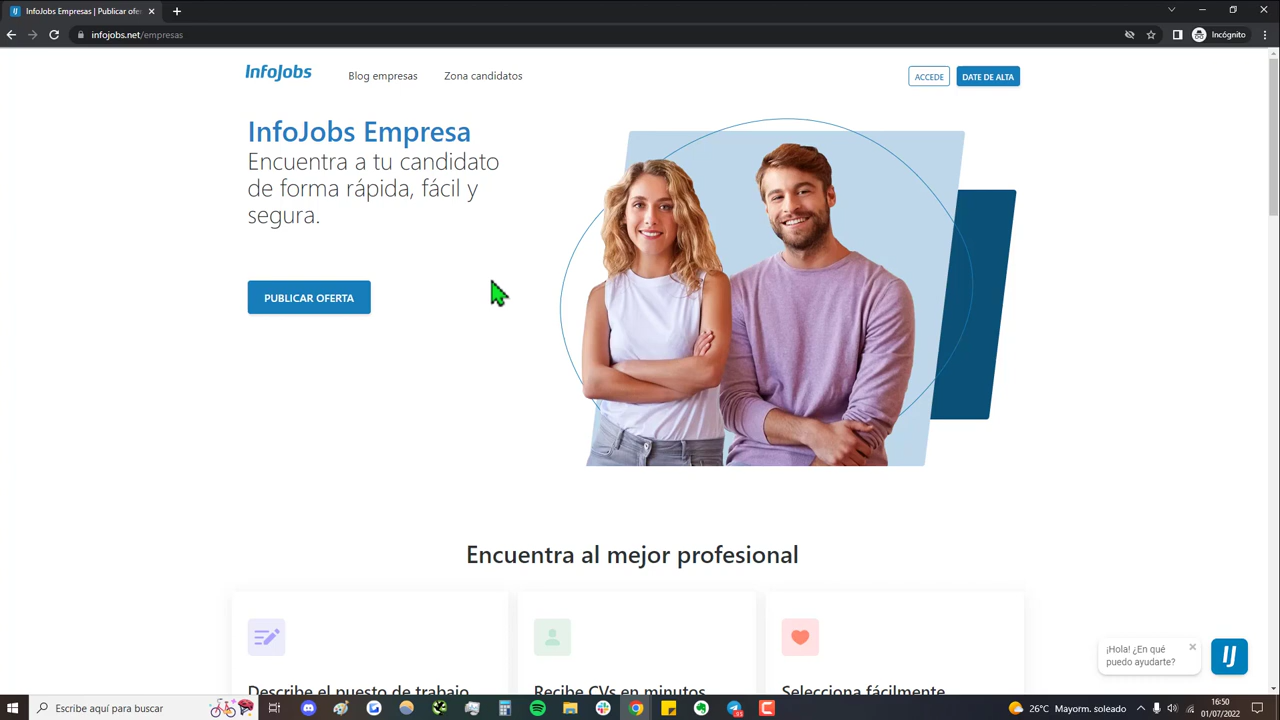 InfoJobs Empresas | Publicar ofe
infojobs.net/empresas
Incógnito
InfoJobs
Blog empresas
Zona candidatos
ACCEDE
DATE DE ALTA
InfoJobs Empresa
Encuentra a tu candidato
de forma rápida, fácil y
segura.
PUBLICAR OFERTA
Encuentra al mejor profesional
Describe el puesto de trabajo
Recibe CVs en minutos
Selecciona fácilmente
¡Hola! ¿En qué
puedo ayudarte?
IJ
Escribe aquí para buscar
26°C Mayorm. soleado
16:50
01/07/2022